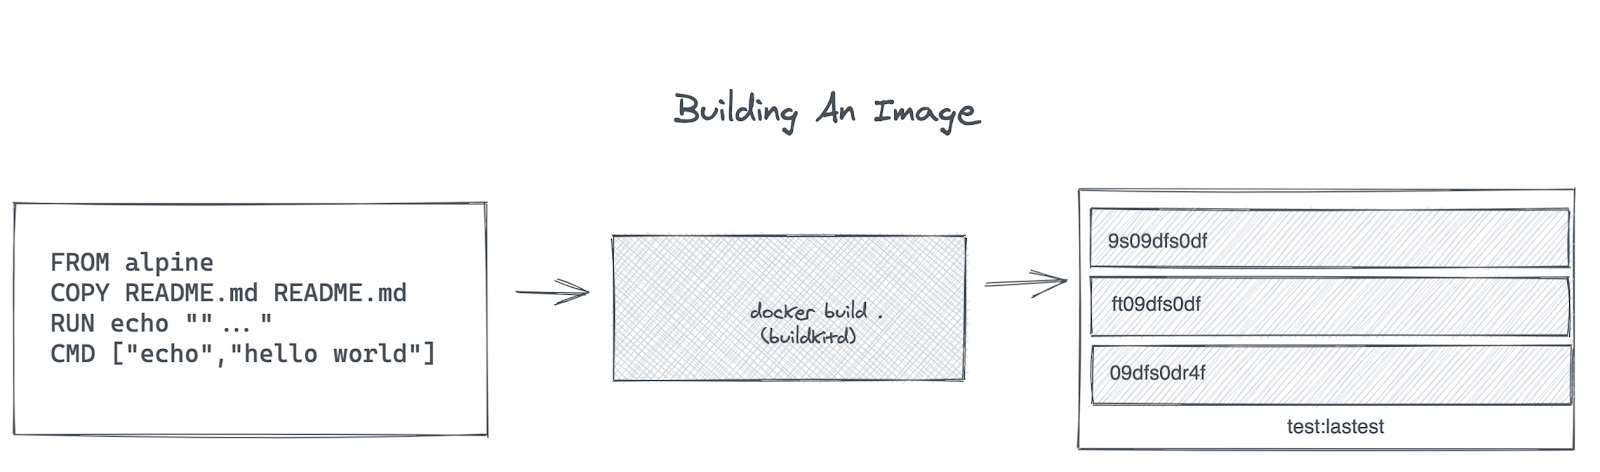 Building An Image
FROM alpine
COPY README.md README.md
RUN echo ""..."
CMD ["echo","hello world"]
docker build .
(buildkitd)
9s09dfs0df
ft09dfs0df
09dfs0dr4f
test:lastest